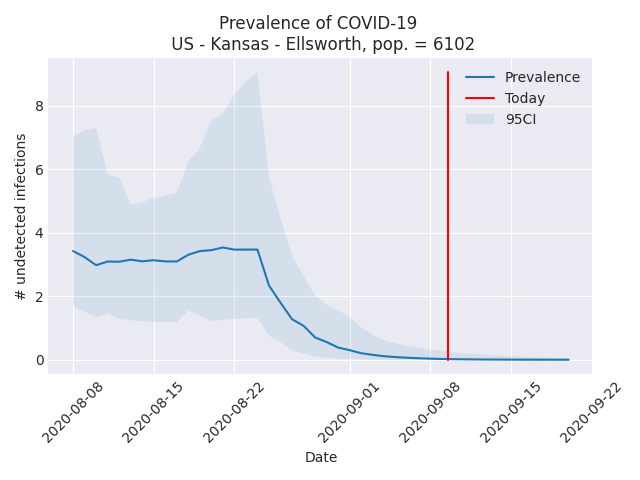 Prevalence of COVID-19
US - Kansas - Ellsworth, pop. = 6102
Prevalence
Today
95CI
# undetected infections
8
6
4
2
0
2020-08-08
2020-08-15
2020-08-22
2020-09-01
2020-09-08
2020-09-15
2020-09-22
Date